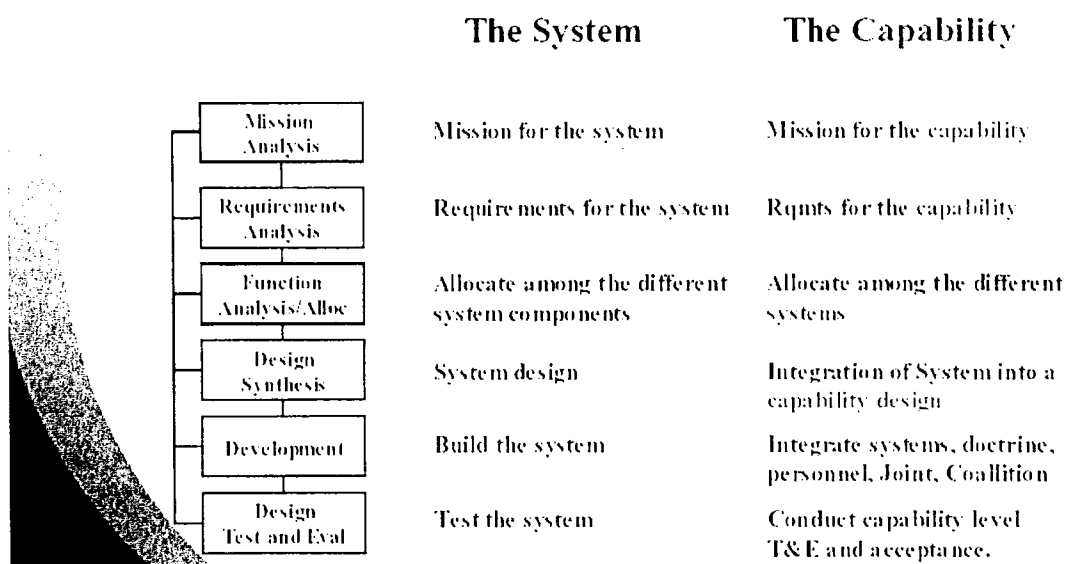 The System
The Capability
Mission
Analysis
Mission for the system
Mission for the capability
Requirements
Analysis
Requirements for the system
Rqmts for the capability
Function
Analysis/Alloc
Allocate among the different
system components
Allocate among the different
systems
Design
Synthesis
System design
Integration of System into a
capability design
Development
Build the system
Integrate systems, doctrine,
personnel, Joint, Coallition
Design
Test and Eval
Test the system
Conduct capability level
T&E and acceptance.